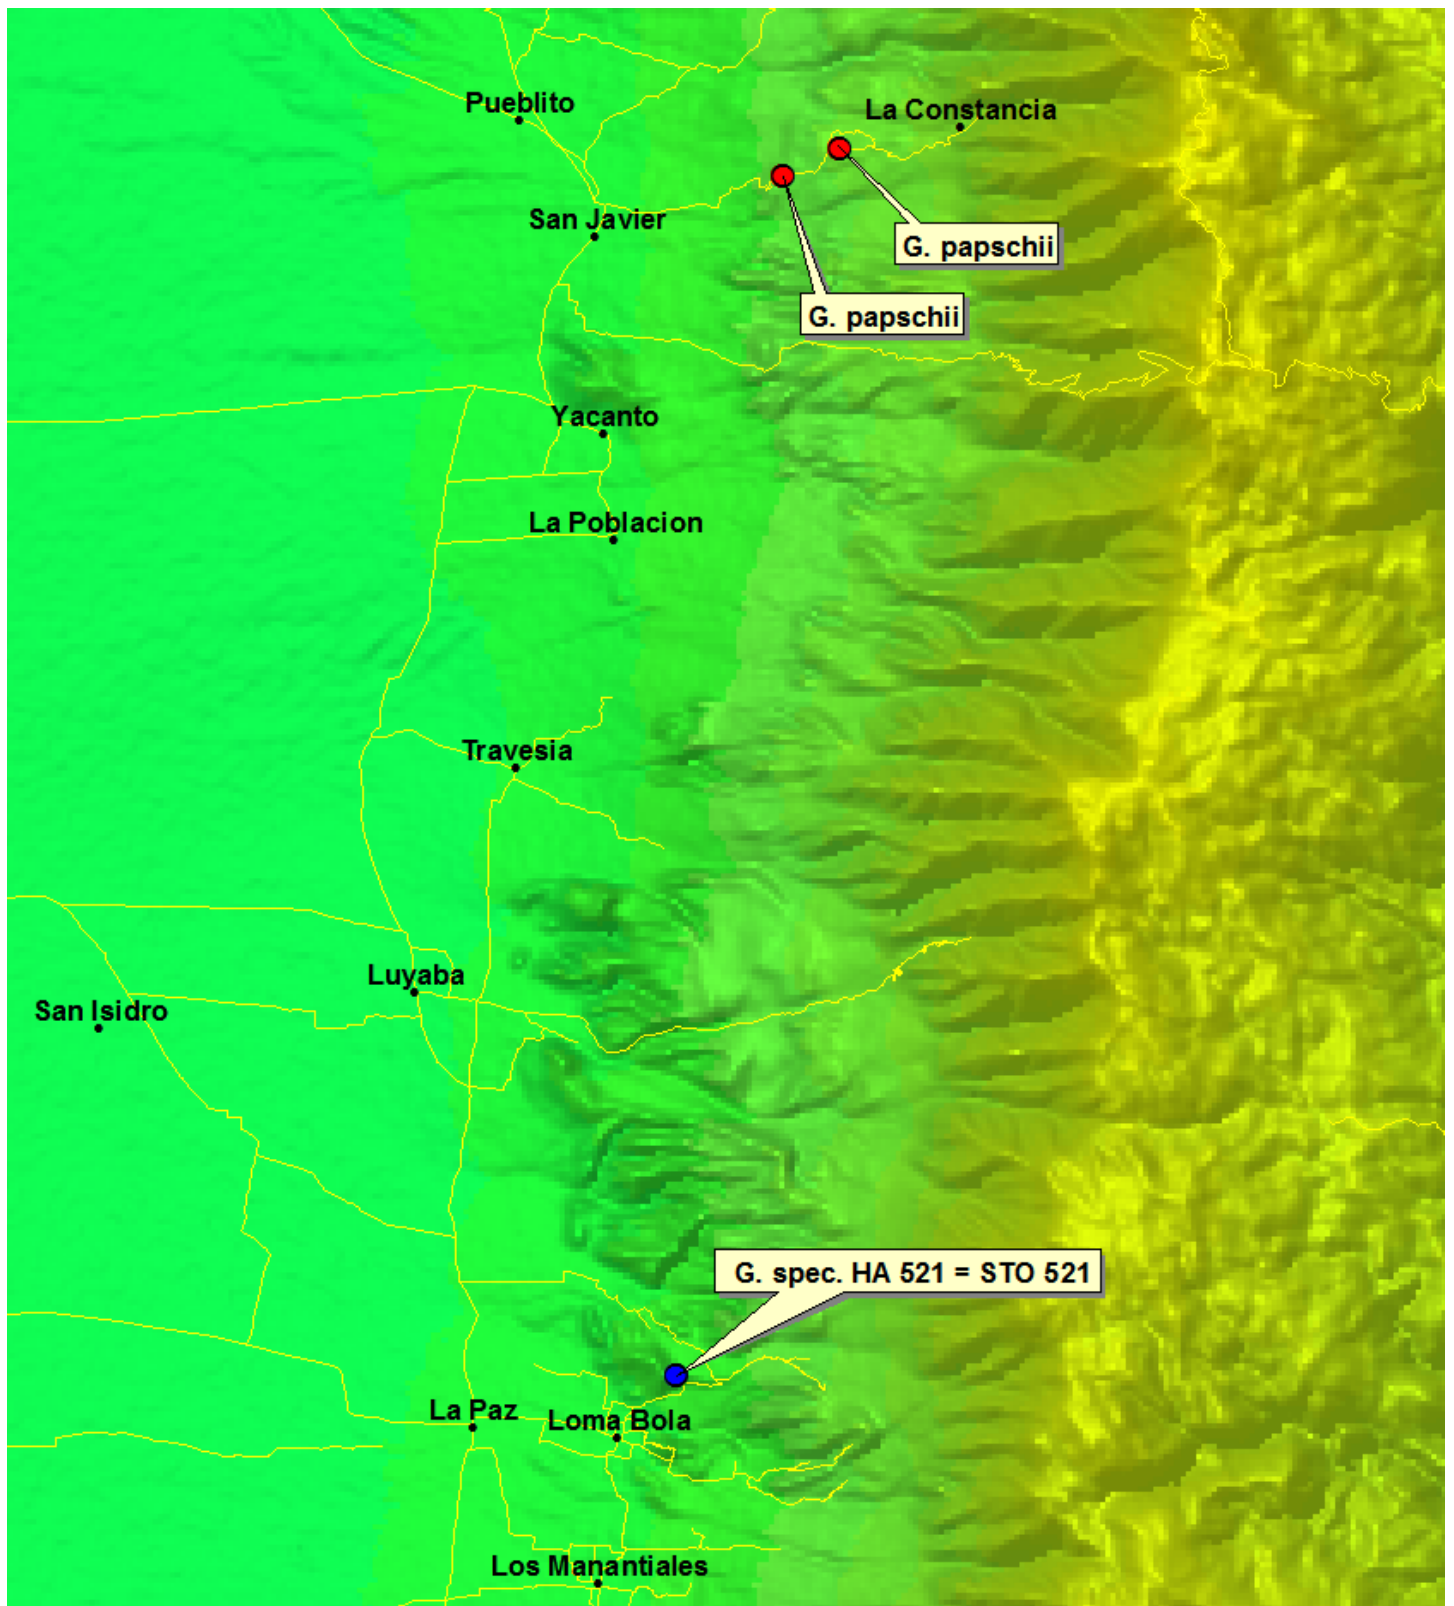 Pueblito
La Constancia
San Javier
G. papschii
G. papschii
Yacanto
La Poblacion
Travesia
Luyaba
San Isidro
G. spec. HA 521 = STO 521
La Paz
Loma Bola
Los Manantiales